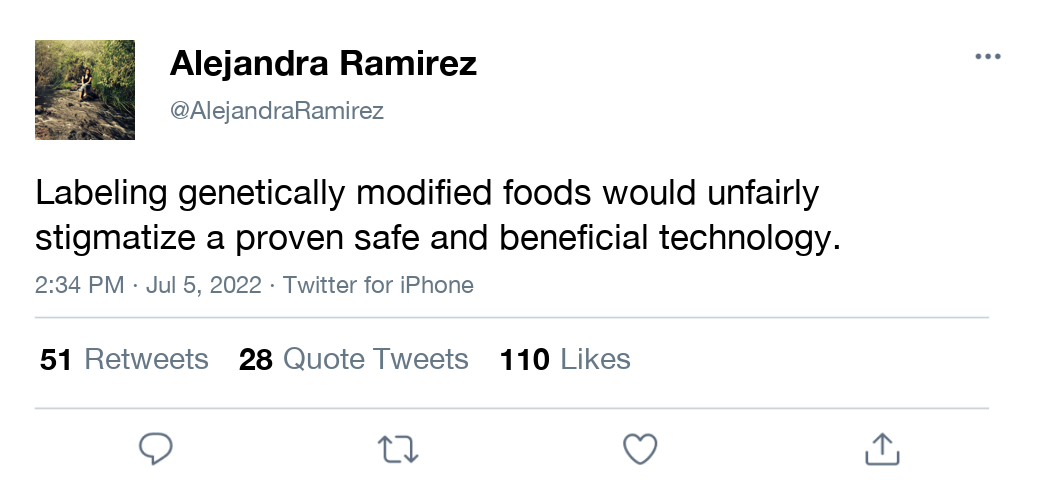 Alejandra Ramirez
@AlejandraRamirez
Labeling genetically modified foods would unfairly
stigmatize a proven safe and beneficial technology.
2:34 PM · Jul 5, 2022 · Twitter for iPhone
51 Retweets 28 Quote Tweets 110 Likes